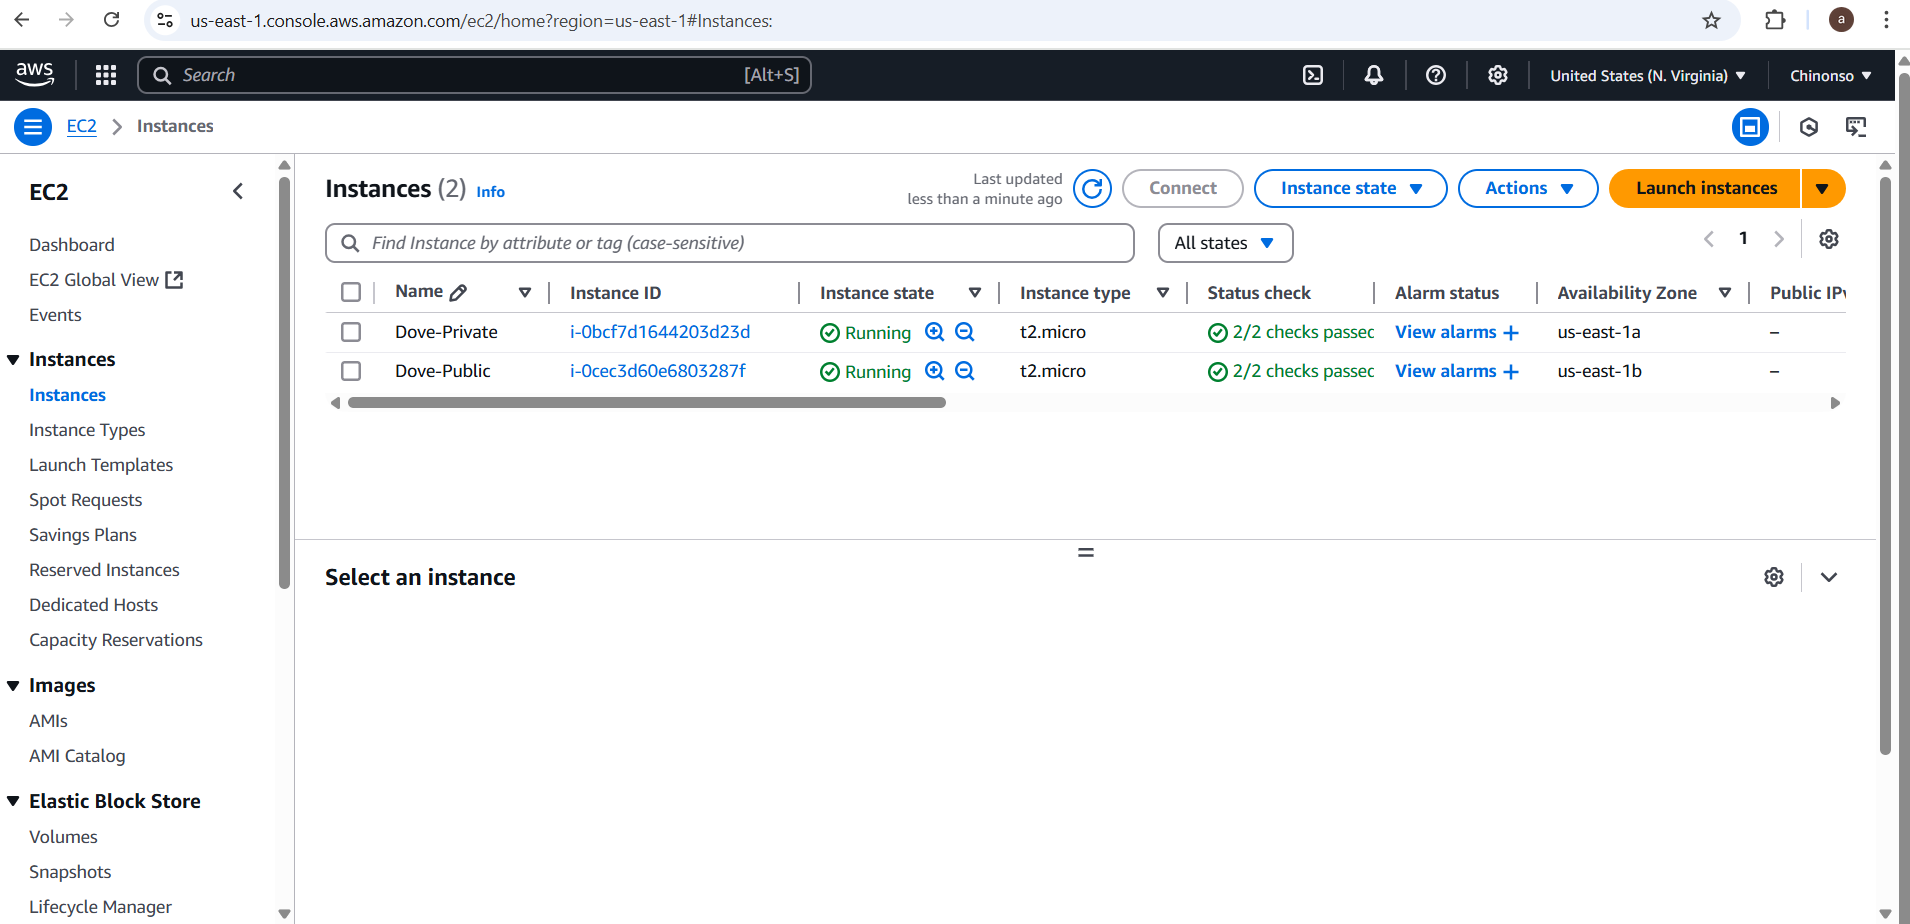 us-east-1.console.aws.amazon.com/ec2/home?region=us-east-1#Instances:
a
aws
Search
[Alt+S]
United States (N. Virginia)
Chinonso
EC2
Instances
EC2
Dashboard
EC2 Global View
Events
Instances
Instances
Instance Types
Launch Templates
Spot Requests
Savings Plans
Reserved Instances
Dedicated Hosts
Capacity Reservations
Images
AMIs
AMI Catalog
Elastic Block Store
Volumes
Snapshots
Lifecycle Manager
Instances (2) Info
Last updated
less than a minute ago
Connect
Instance state
Actions
Launch instances
Find Instance by attribute or tag (case-sensitive)
All states
1
Name Instance ID Instance state Instance type Status check Alarm status Availability Zone Public IPv
Dove-Private i-0bcf7d1644203d23d Running t2.micro 2/2 checks passec View alarms + us-east-1a –
Dove-Public i-0cec3d60e6803287f Running t2.micro 2/2 checks passec View alarms + us-east-1b –
Select an instance